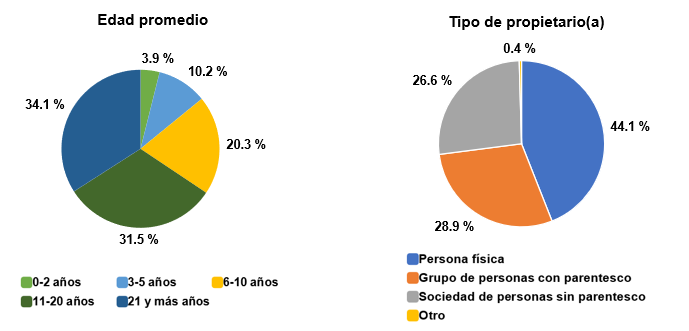 Edad promedio
3.9 %
10.2 %
34.1 %
20.3 %
31.5 %
0-2 años 3-5 años 6-10 años
11-20 años 21 y más años
Tipo de propietario(a)
0.4 %
26.6 %
44.1 %
28.9 %
Persona física
Grupo de personas con parentesco
Sociedad de personas sin parentesco
Otro